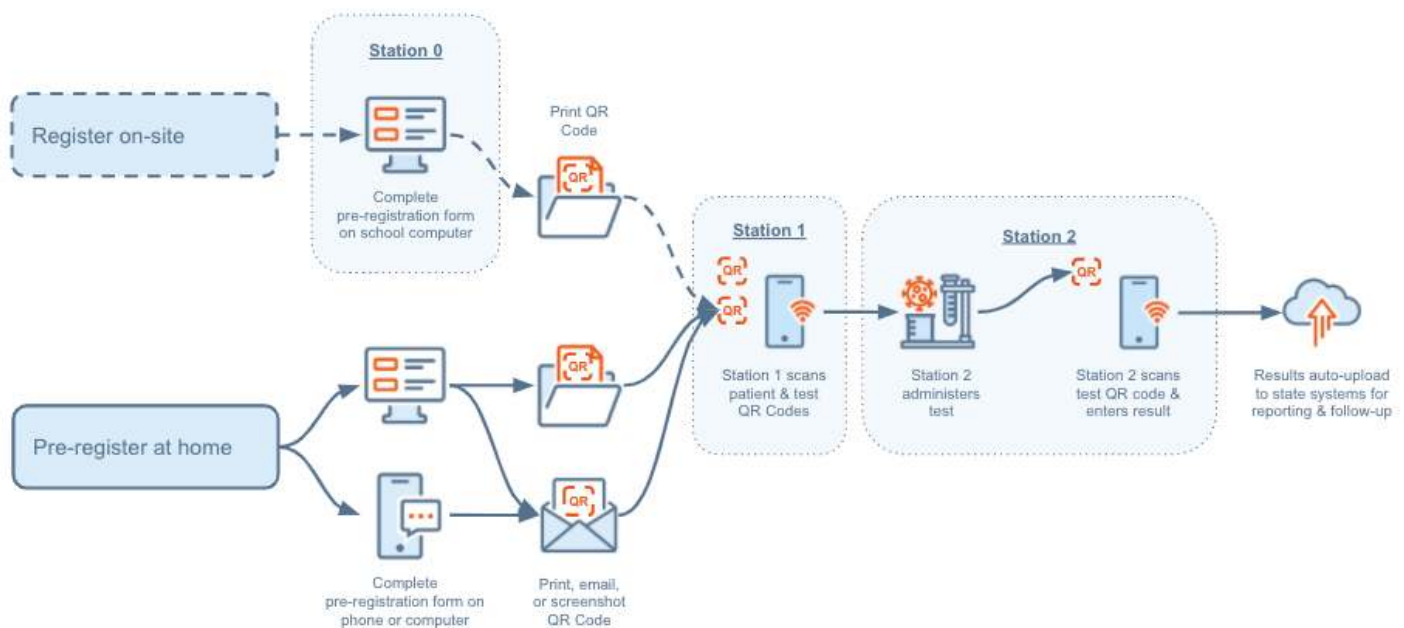 Station 0
Register on-site
Complete
pre-registration form
on school computer
Print QR
Code
QR
Station 1
QR
QR
Station 1 scans
patient & test
QR Codes
Station 2
Station 2
administers
test
QR
Station 2 scans
test QR code &
enters result
Results auto-upload
to state systems for
reporting & follow-up
Pre-register at home
QR
QR
Complete
pre-registration form on
phone or computer
Print, email,
or screenshot
QR Code